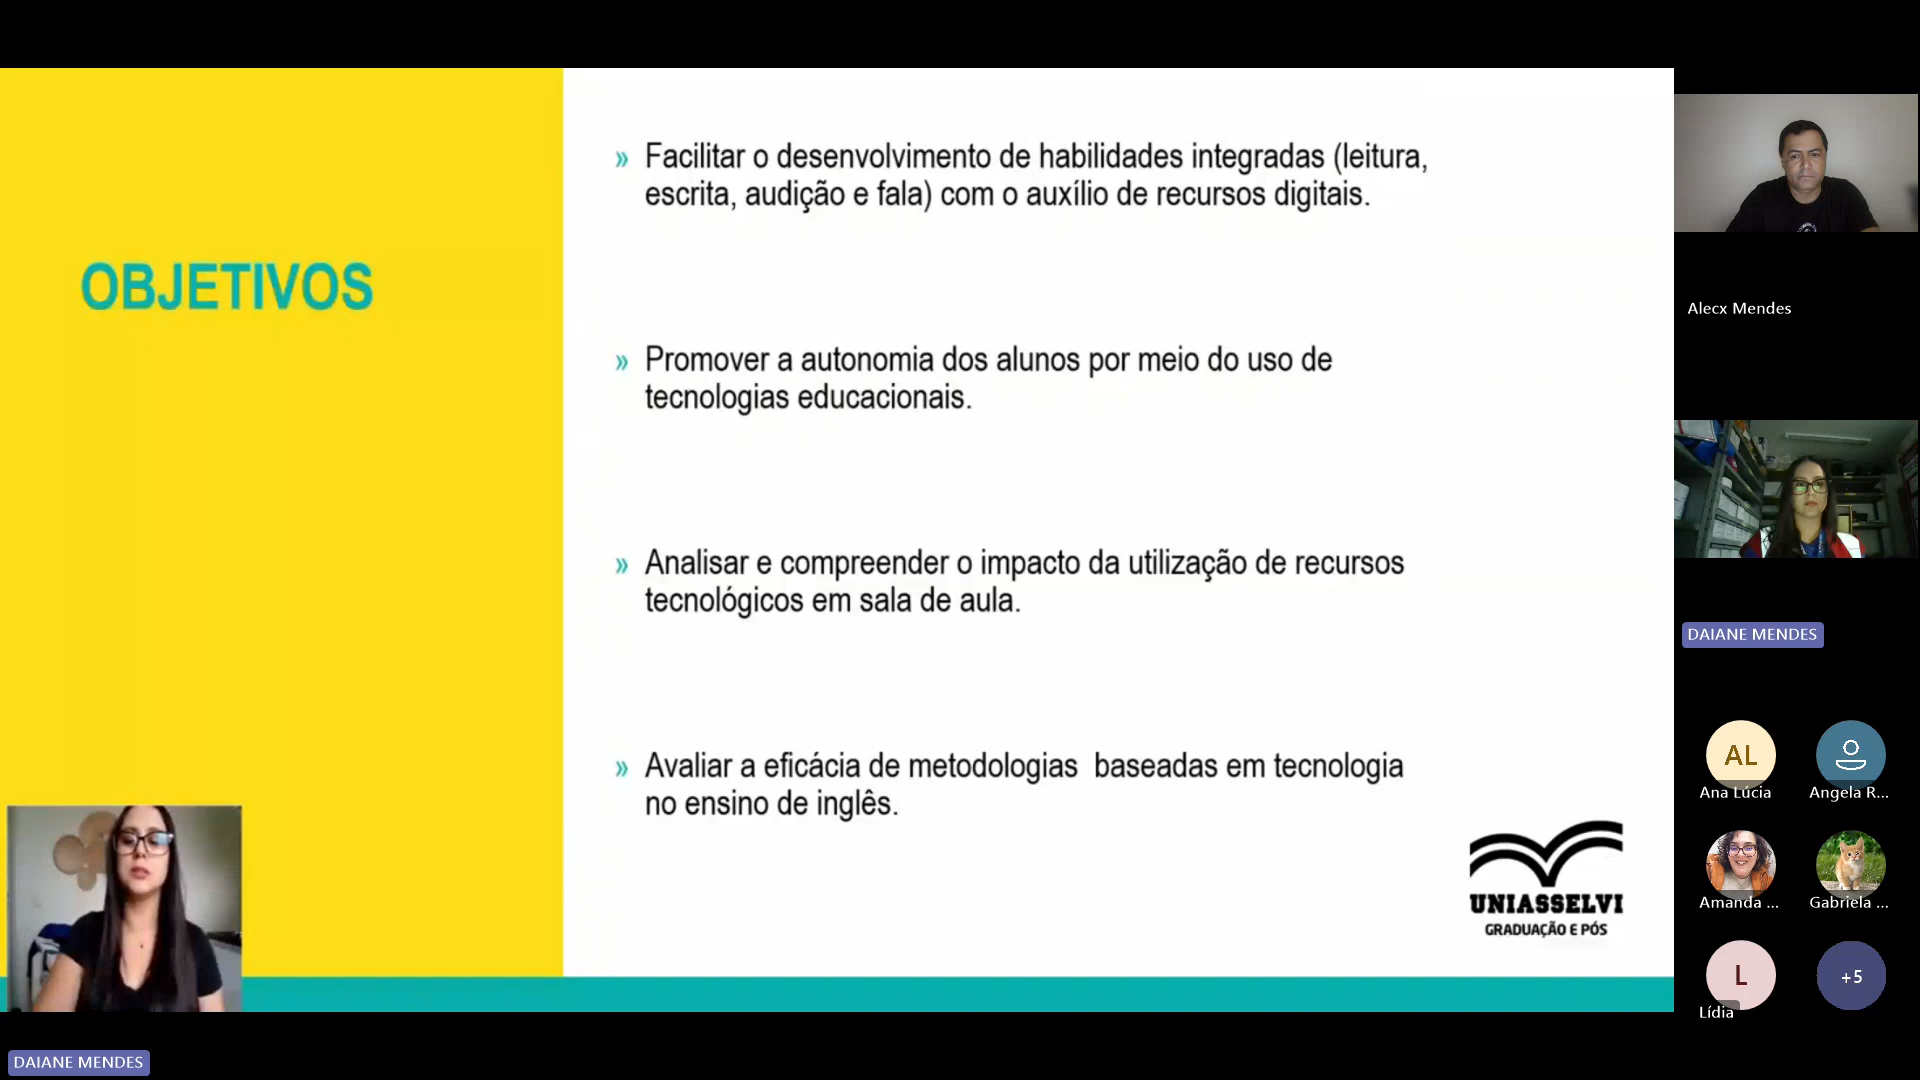 OBJETIVOS
» Facilitar o desenvolvimento de habilidades integradas (leitura,
escrita, audição e fala) com o auxílio de recursos digitais.
» Promover a autonomia dos alunos por meio do uso de
tecnologias educacionais.
» Analisar e compreender o impacto da utilização de recursos
tecnológicos em sala de aula.
» Avaliar a eficácia de metodologias  baseadas em tecnologia
no ensino de inglês.
UNIASSELVI
GRADUAÇÃO E PÓS
DAIANE MENDES
Alecx Mendes
DAIANE MENDES
AL
Ana Lúcia
Angela R...
Amanda ...
Gabriela ...
L
Lídia
+5